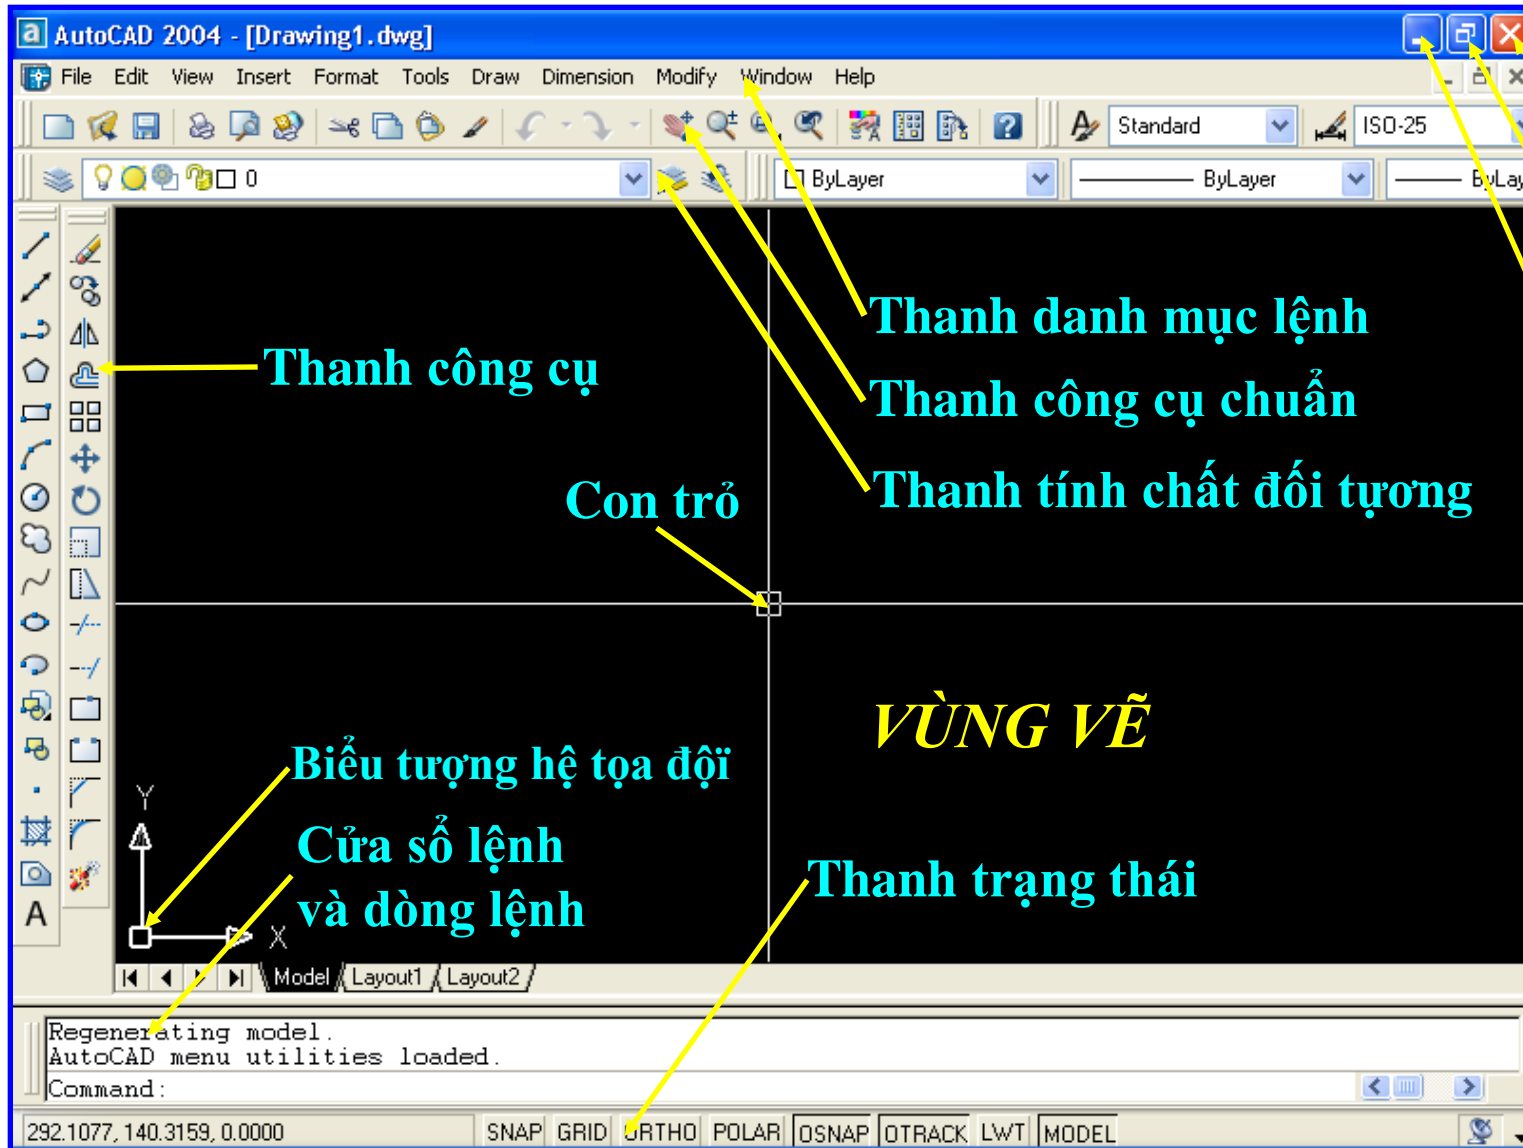 AutoCAD 2004 - [Drawing1.dwg]
File Edit View Insert Format Tools Draw Dimension Modify Window Help
Standard ISO-25
0 ByLayer ByLayer ByLay
Thanh danh mục lệnh
Thanh công cụ
Thanh công cụ chuẩn
Thanh tính chất đối tựơng
Con trỏ
VÙNG VẼ
Biểu tượng hệ tọa độï
Y
Cửa sổ lệnh
và dòng lệnh
Thanh trạng thái
A
X
Model Layout1 Layout2
Regenerating model.
AutoCAD menu utilities loaded.
Command:
292.1077, 140.3159, 0.0000 SNAP GRID ORTHO POLAR OSNAP OTRACK LWT MODEL